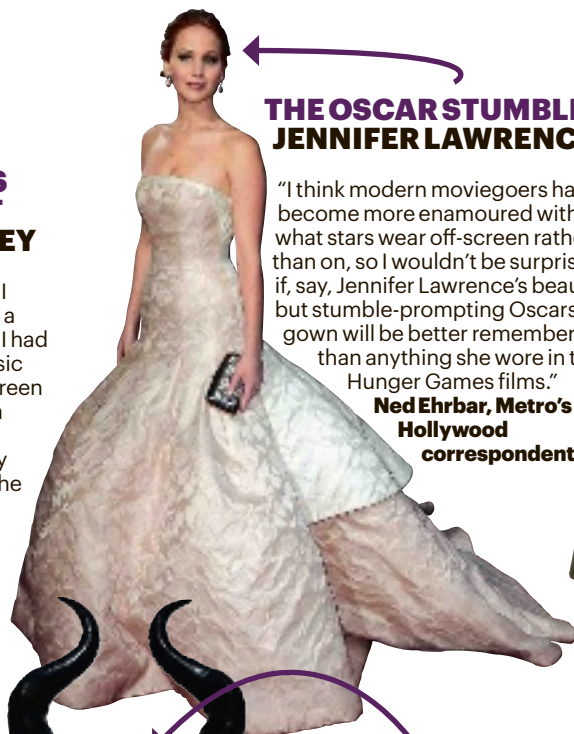 THE OSCAR STUMBL
JENNIFER LAWRENC
"I think modern moviegoers ha
become more enamoured with
what stars wear off-screen rath
than on, so I wouldn't be surpris
if, say, Jennifer Lawrence's beau
but stumble-prompting Oscars
gown will be better remember
than anything she wore in t
Hunger Games films."
Ned Ehrbar, Metro's
Hollywood
correspondent
S
EY
I
a
I had
sic
reen
y
he